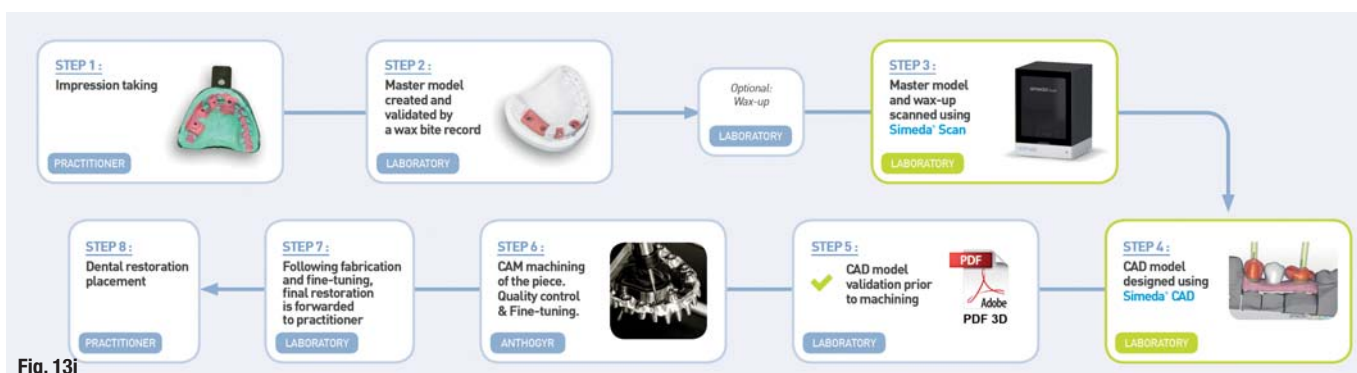 STEP 1 :
Impression taking
PRACTITIONER
STEP 2 :
Master model
created and
validated by
a wax bite record
LABORATORY
Optional:
Wax-up
LABORATORY
STEP 3 :
Master model
and wax-up
scanned using
Simeda® Scan
LABORATORY
STEP 4 :
CAD model
designed using
Simeda® CAD
LABORATORY
STEP 5 :
CAD model
validation prior
to machining
PDF
Adobe
PDF 3D
LABORATORY
STEP 6 :
CAM machining
of the piece.
Quality control
& Fine-tuning.
ANTHOGYR
STEP 7 :
Following fabrication
and fine-tuning,
final restoration
is forwarded
to practitioner
LABORATORY
STEP 8 :
Dental restoration
placement
PRACTITIONER
Fig. 13j